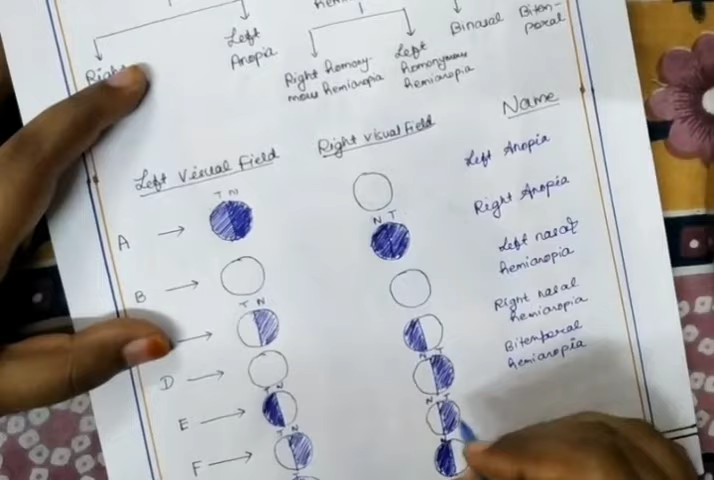 Left
Anopia
Right
Right homony-
mous hemianopia
Left
homonymous
hemianopia
Binasal
Bitem-
poral
Left Visual Field
Right visual field
Name
A
T N
Left Anopia
B
N T
Right Anopia
T N
Left nasal
hemianopia
D
N T
Right nasal
hemianopia
E
T N
N T
Bitemporal
hemianopia
F
T N